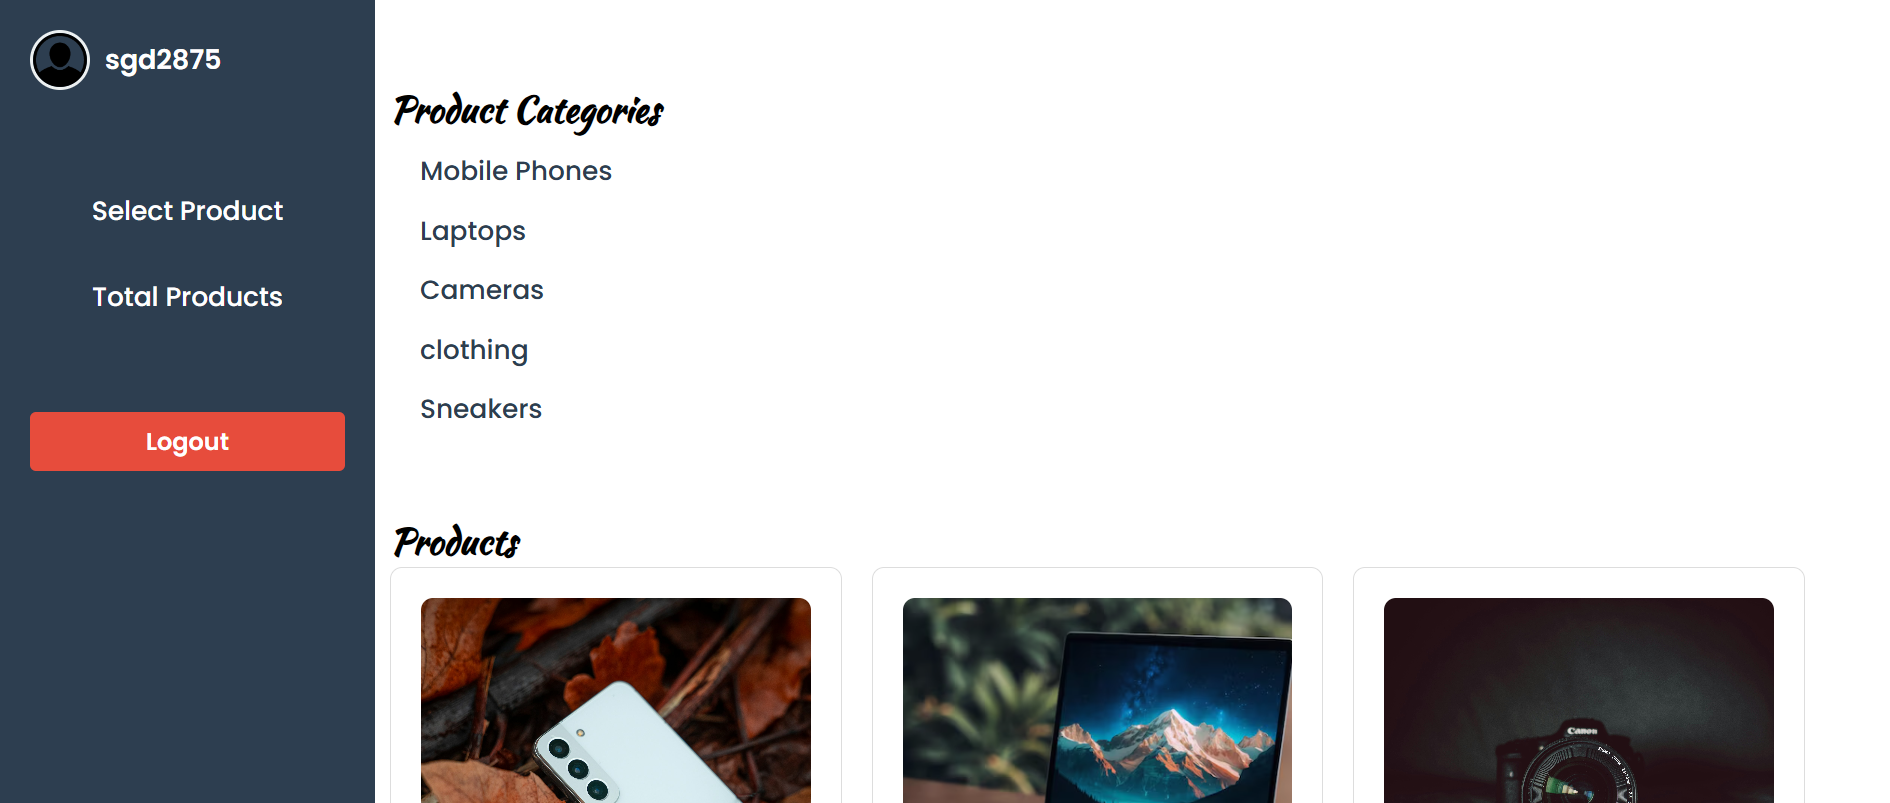 sgd2875
Select Product
Total Products
Logout
Product Categories
Mobile Phones
Laptops
Cameras
clothing
Sneakers
Products
Canon